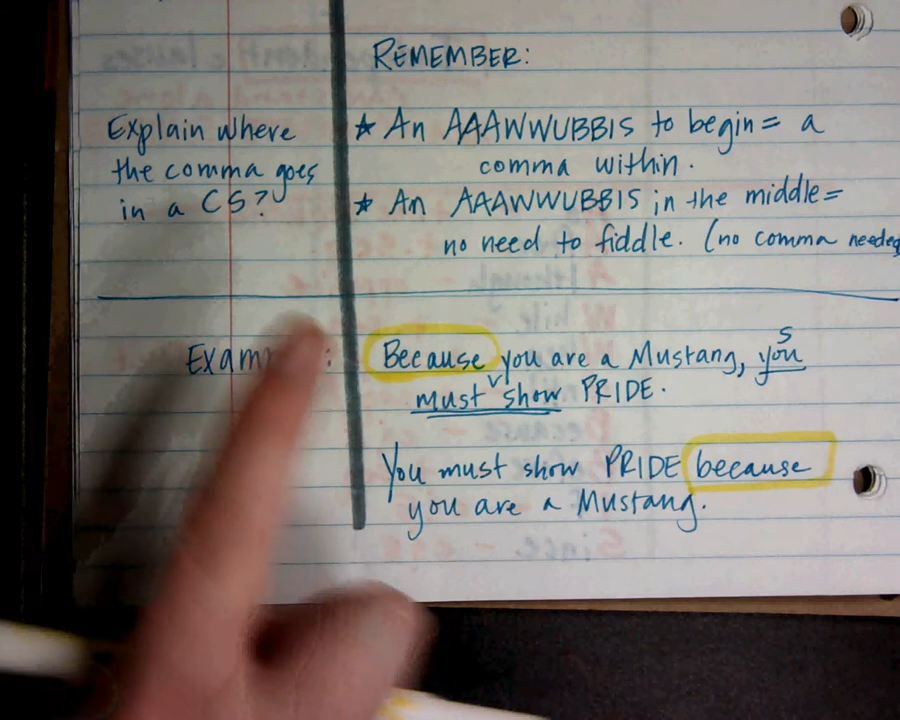 REMEMBER:
Explain where
the comma goes
in a CS?
★ An AAAWWUBBIS to begin = a
comma within.
★ An AAAWWUBBIS in the middle =
no need to fiddle. (no comma needed
Exam :
Because you are a Mustang, you
S
must show PRIDE.
V
You must show PRIDE because
you are a Mustang.
Since